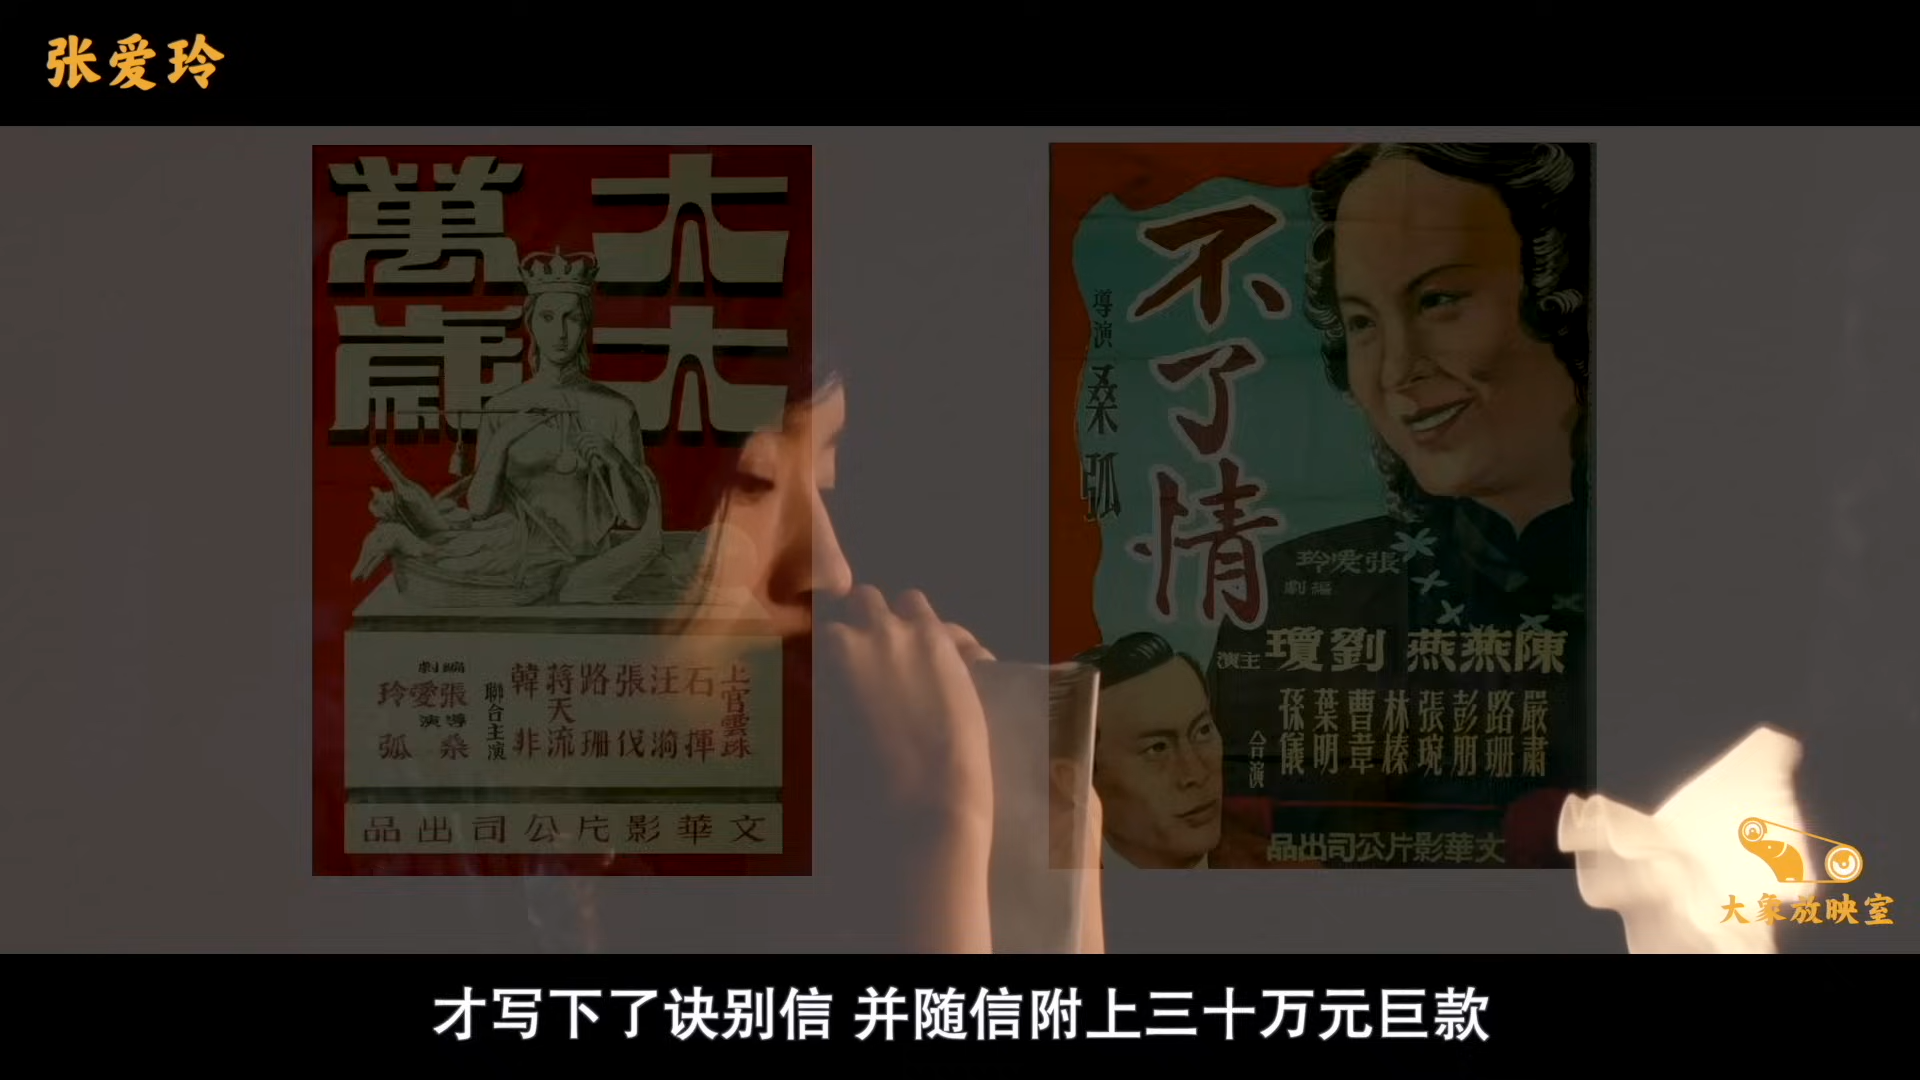 张爱玲
太太
萬歲
編劇
張愛玲
導演
桑弧
聯合主演
上官雲珠
石揮
汪漪
張伐
路珊
蔣天流
韓非
文華影片公司出品
不了情
導演
桑弧
張愛玲
編劇
主演
陳燕燕 劉瓊
嚴肅
路珊
彭朋
張琬
林榛
曹韋
葉明
孫儀
合演
文華影片公司出品
大象放映室
才写下了诀别信 并随信附上三十万元巨款